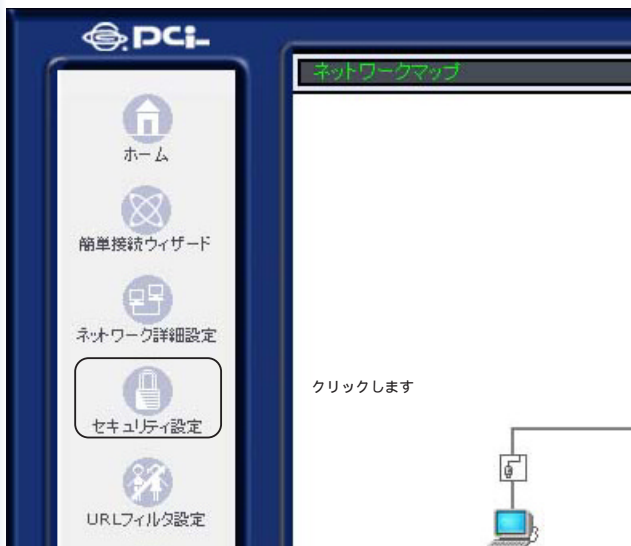 PCi
ネットワークマップ
ホーム
簡単接続ウィザード
ネットワーク詳細設定
クリックします
セキュリティ設定
URLフィルタ設定